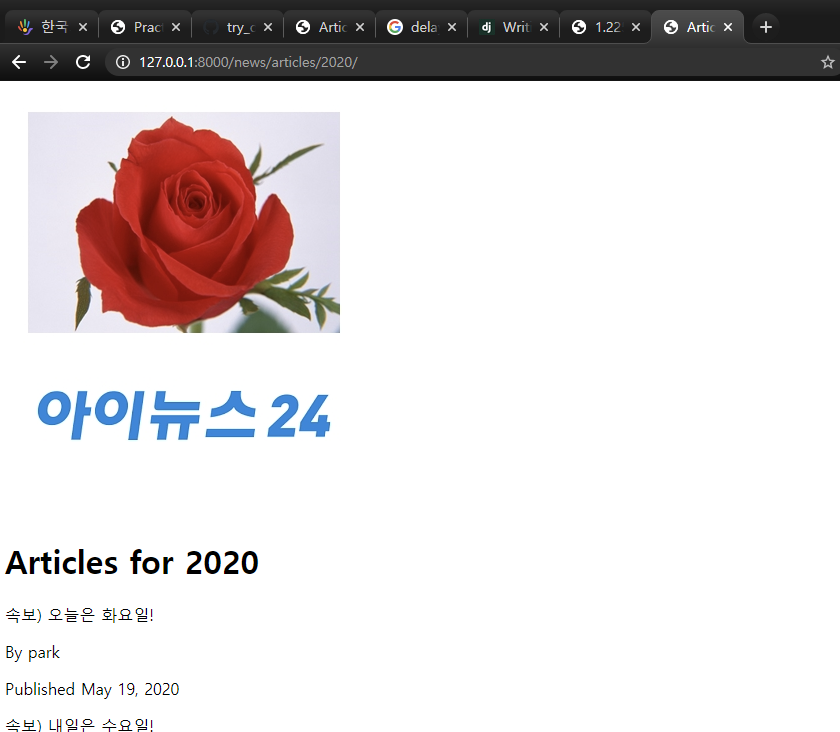 한국
Prac
try_c
Artic
dela
Writ
1.22
Artic
127.0.0.1:8000/news/articles/2020/
아이뉴스24
Articles for 2020
속보) 오늘은 화요일!
By park
Published May 19, 2020
속보) 내일은 수요일!